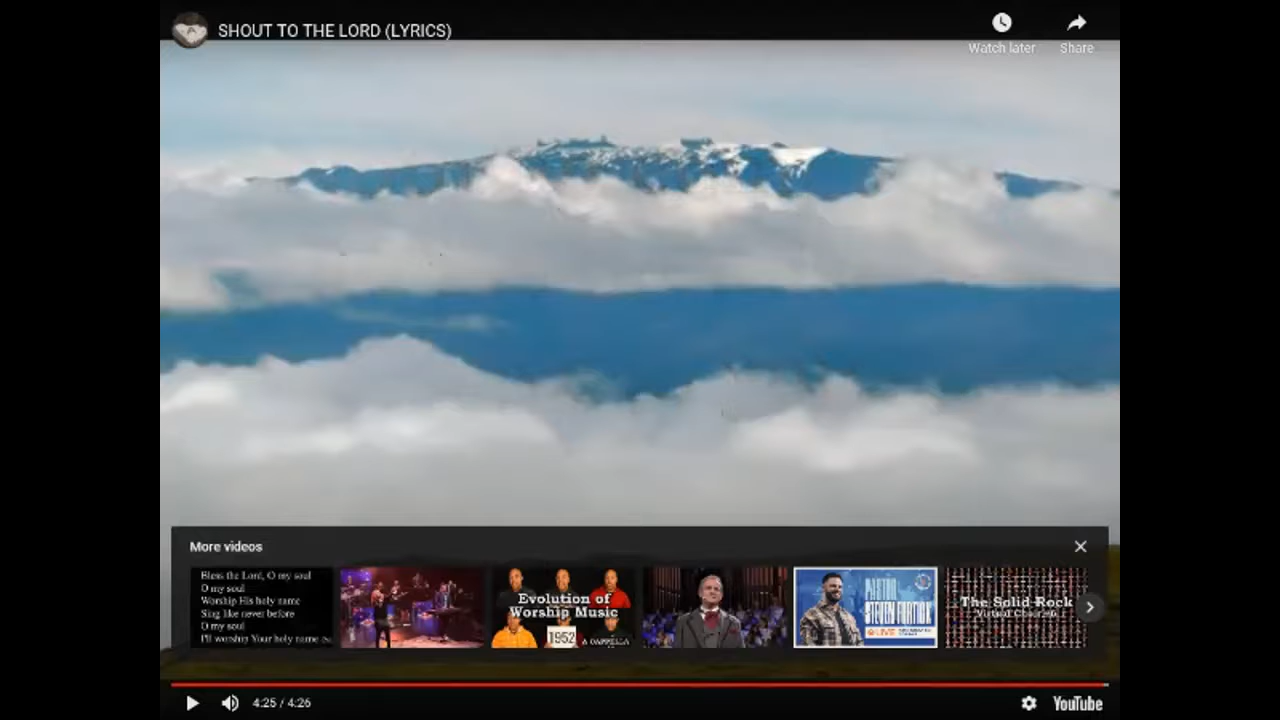 SHOUT TO THE LORD (LYRICS)
Watch later
Share
More videos
Bless the Lord, O my soul
O my soul
Worship His holy name
Sing like never before
O my soul
I'll worship Your holy name
Evolution of
Worship Music
1952
A CAPPELLA
PASTOR
STEVEN FURTICK
LIVE
The Solid Rock
Virtual Chorale
4:25 / 4:26
YouTube